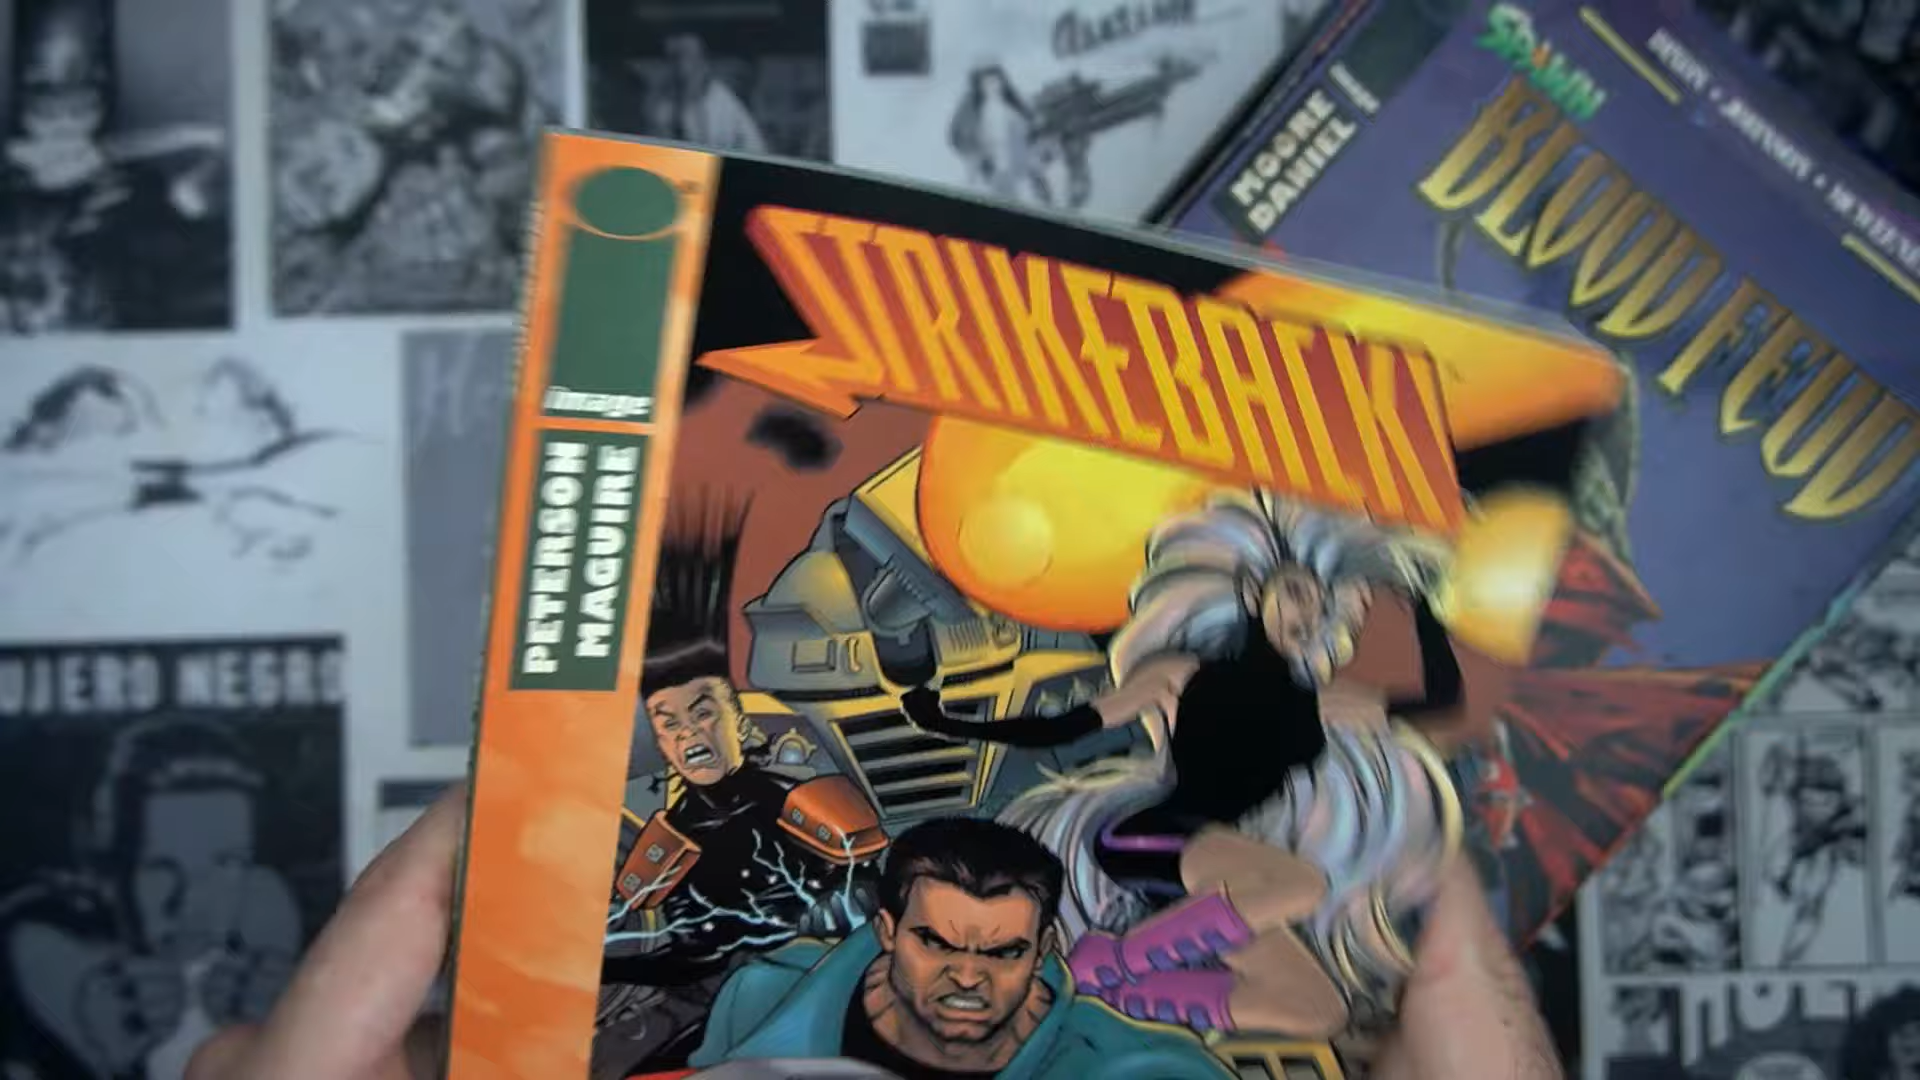 STRIKEBACK!
image
PETERSON
MAGUIRE
MOORE
DANIEL
SPAWN
BLOOD FEUD
UJERO NEGRO